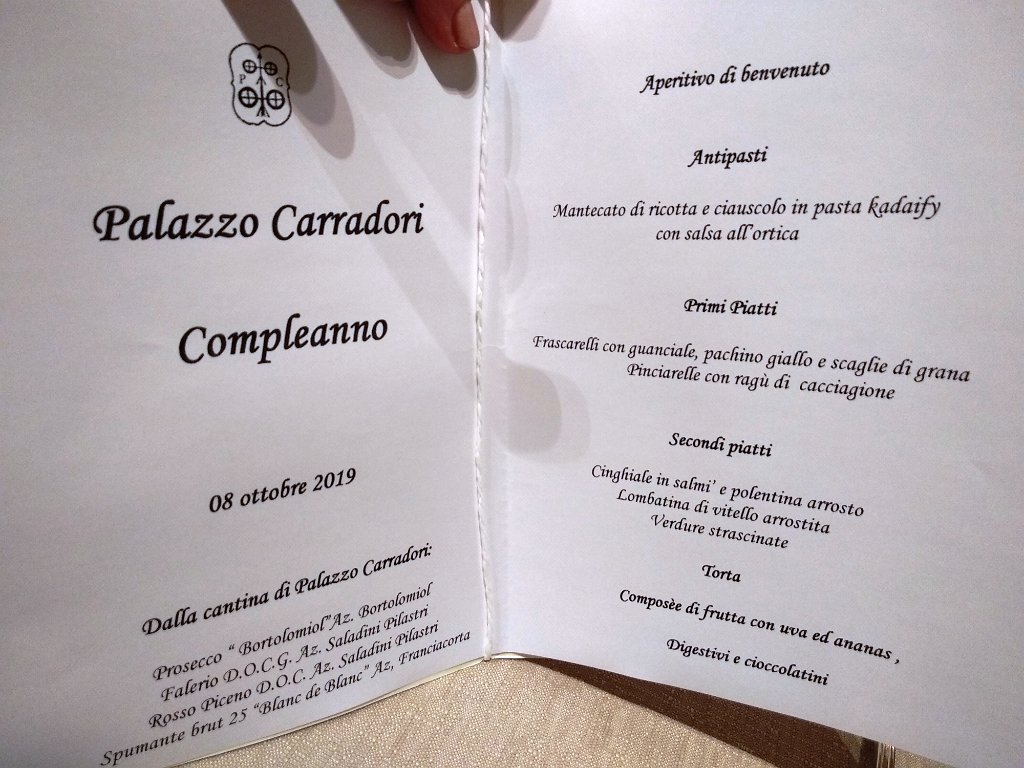 P C
Palazzo Carradori
Compleanno
08 ottobre 2019
Dalla cantina di Palazzo Carradori:
Prosecco “ Bortolomiol”Az. Bortolomiol
Falerio D.O.C.G. Az. Saladini Pilastri
Rosso Piceno D.O.C. Az. Saladini Pilastri
Spumante brut 25 “Blanc de Blanc” Az, Franciacorta
Aperitivo di benvenuto
Antipasti
Mantecato di ricotta e ciauscolo in pasta kadaify
con salsa all'ortica
Primi Piatti
Frascarelli con guanciale, pachino giallo e scaglie di grana
Pinciarelle con ragù di cacciagione
Secondi piatti
Cinghiale in salmi’ e polentina arrosto
Lombatina di vitello arrostita
Verdure strascinate
Torta
Composèe di frutta con uva ed ananas ,
Digestivi e cioccolatini